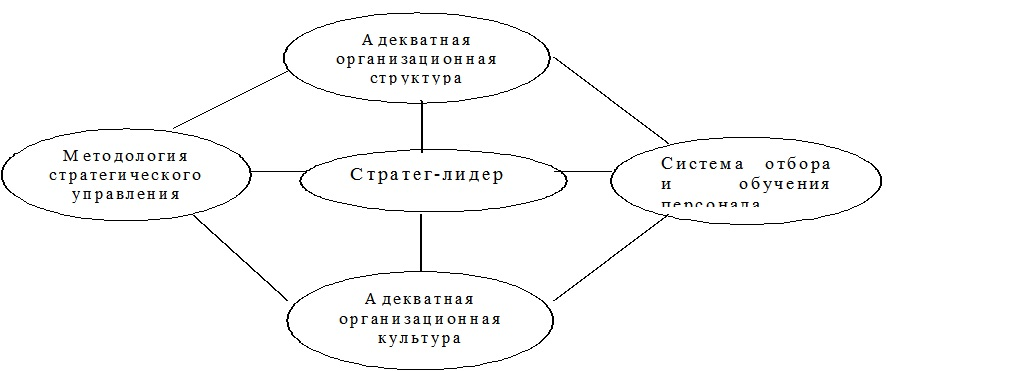 Адекватная
организационная
структура
Методология
стратегического
управления
Стратег-лидер
Система отбора
и обучения
персонала
Адекватная
организационная
культура